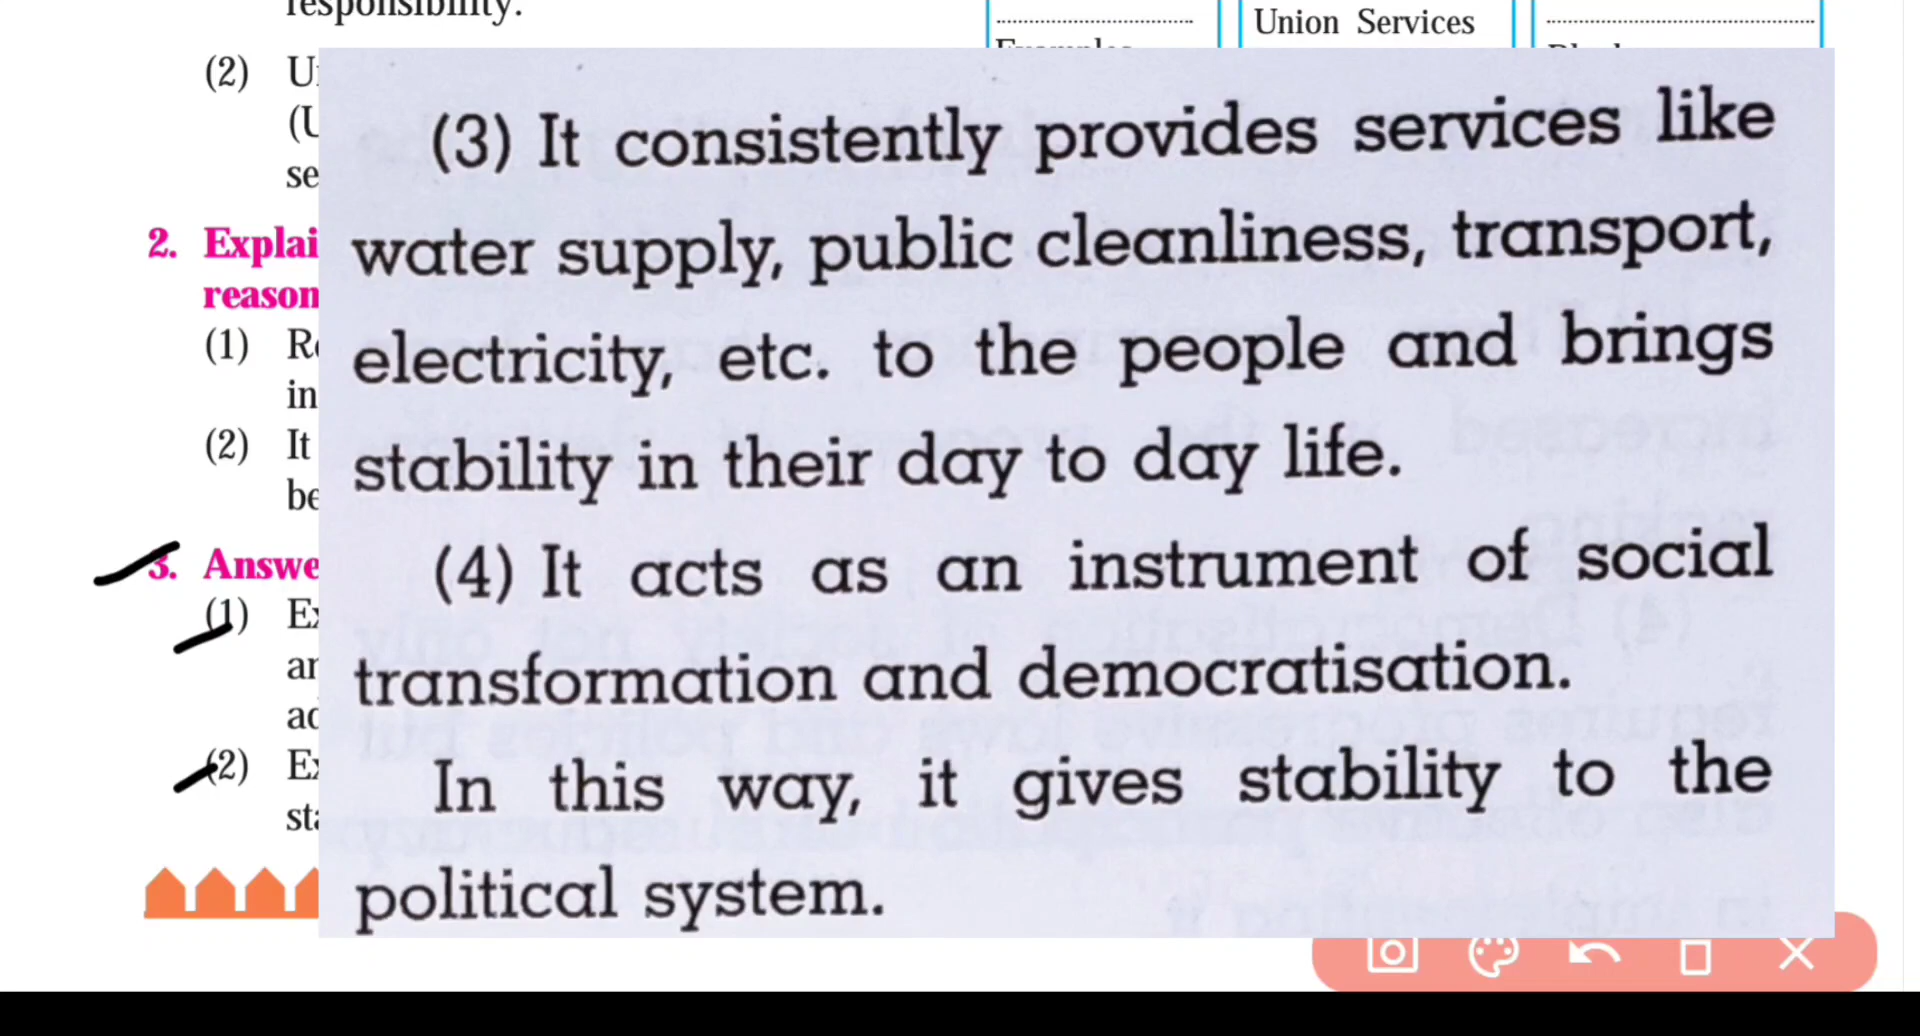 responsibility.
Union Services
(2)
(3) It consistently provides services like
water supply, public cleanliness, transport,
electricity, etc. to the people and brings
stability in their day to day life.
(4) It acts as an instrument of social
transformation and democratisation.
In this way, it gives stability to the
political system.
se
2. Explai
reason
(1)
in
(2) It
be
3. Answe
(1)
(2)